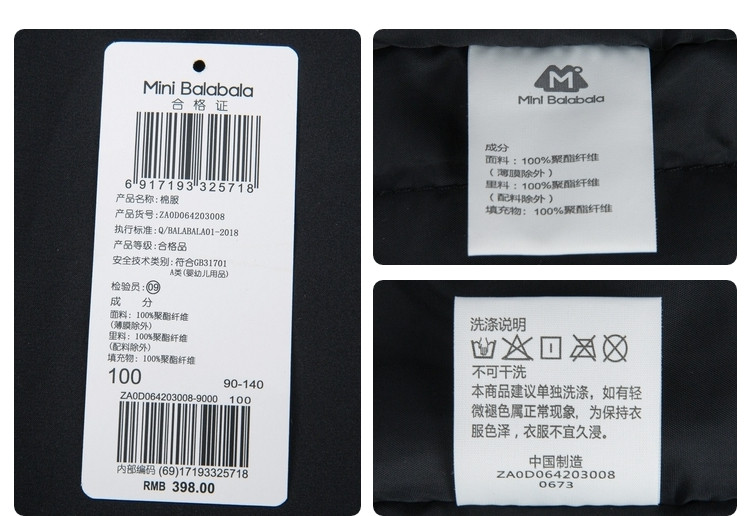 Mini Balabala
合格证
6 917193 325718
产品名称: 棉服
产品货号: ZA0D064203008
执行标准: Q/BALABALA01-2018
产品等级: 合格品
安全技术类别: 符合GB31701
A类(婴幼儿用品)
检验员: 09
成 分
面料: 100%聚酯纤维
(薄膜除外)
里料: 100%聚酯纤维
(配料除外)
填充物: 100%聚酯纤维
100 90-140
ZA0D064203008-9000 100
内部编码 (69)17193325718
RMB 398.00
M
Mini Balabala
成分
面料：100%聚酯纤维
（薄膜除外）
里料：100%聚酯纤维
（配料除外）
填充物：100%聚酯纤维
洗涤说明
不可干洗
本商品建议单独洗涤，如有轻
微褪色属正常现象，为保持衣
服色泽，衣服不宜久浸。
中国制造
ZA0D064203008
0673